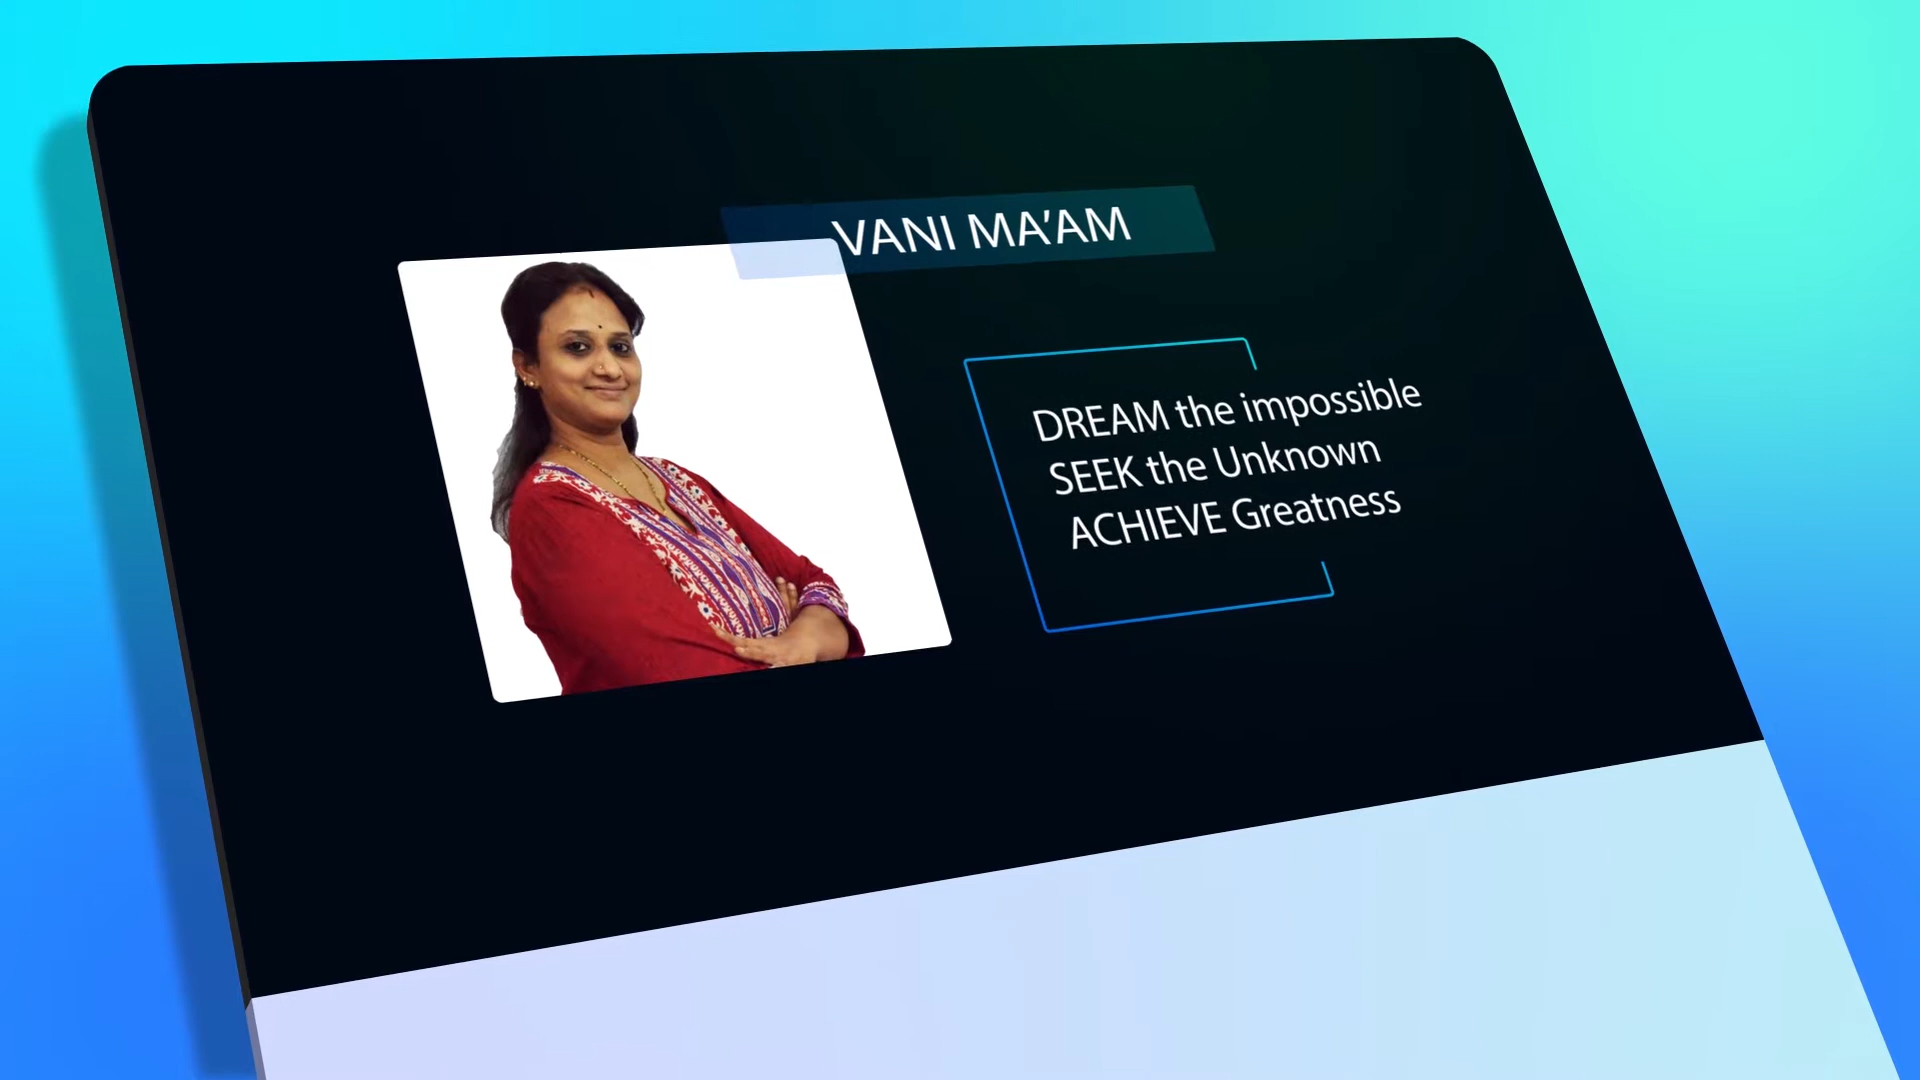 VANI MA’AM
DREAM the impossible
SEEK the Unknown
ACHIEVE Greatness